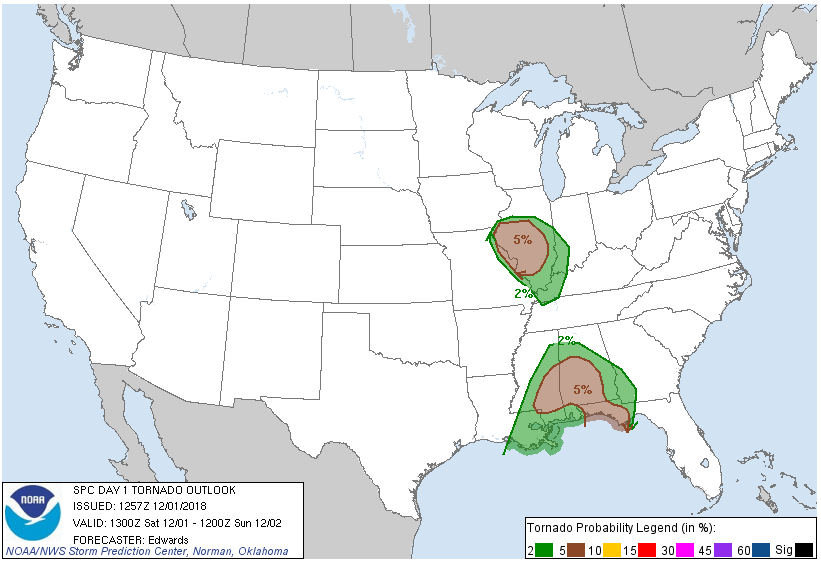 5%
2%
2%
5%
NOAA
SPC DAY 1 TORNADO OUTLOOK
ISSUED: 1257Z 12/01/2018
VALID: 1300Z Sat 12/01 - 1200Z Sun 12/02
FORECASTER: Edwards
NOAA/NWS Storm Prediction Center, Norman, Oklahoma
Tornado Probability Legend (in %):
2 5 10 15 30 45 60 Sig